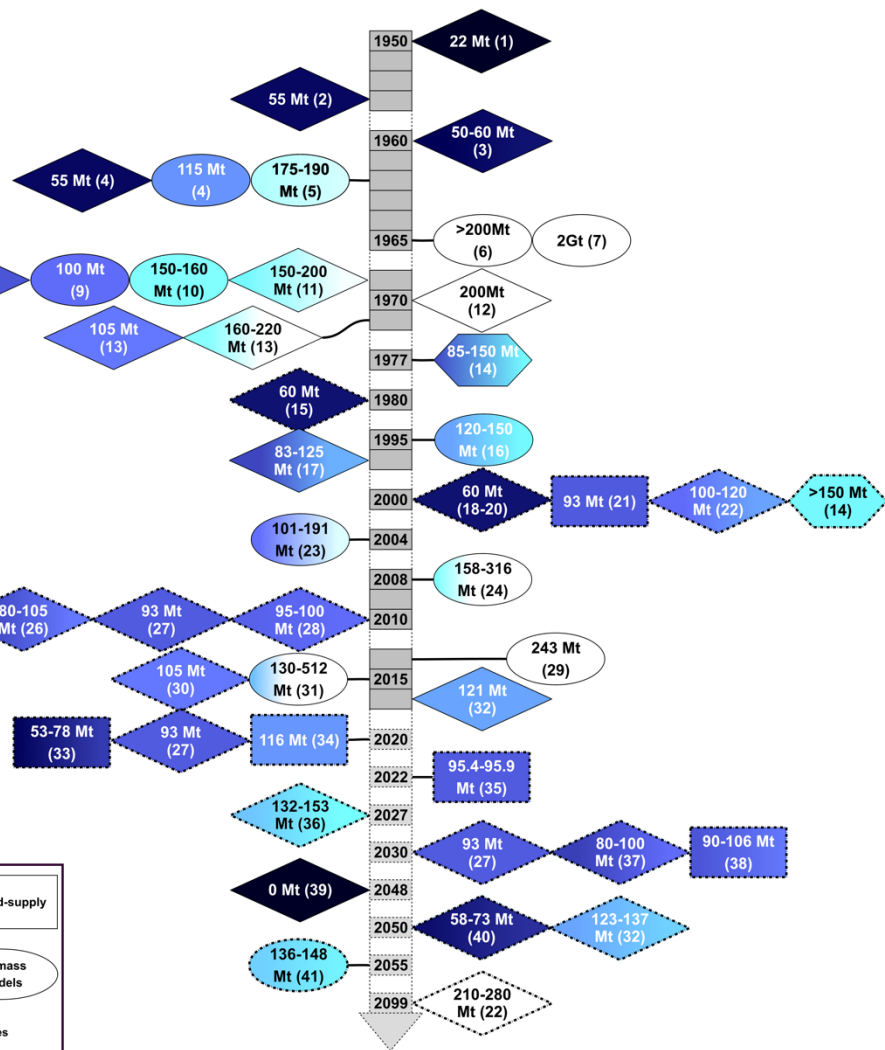 1950
22 Mt (1)
55 Mt (2)
1960
50-60 Mt
(3)
55 Mt (4)
115 Mt
(4)
175-190
Mt (5)
1965
>200Mt
(6)
2Gt (7)
100 Mt
(9)
150-160
Mt (10)
150-200
Mt (11)
1970
200Mt
(12)
105 Mt
(13)
160-220
Mt (13)
1977
85-150 Mt
(14)
60 Mt
(15)
1980
1995
120-150
Mt (16)
83-125
Mt (17)
2000
60 Mt
(18-20)
93 Mt (21)
100-120
Mt (22)
>150 Mt
(14)
101-191
Mt (23)
2004
2008
158-316
Mt (24)
80-105
Mt (26)
93 Mt
(27)
95-100
Mt (28)
2010
243 Mt
(29)
105 Mt
(30)
130-512
Mt (31)
2015
121 Mt
(32)
53-78 Mt
(33)
93 Mt
(27)
116 Mt (34)
2020
2022
95.4-95.9
Mt (35)
132-153
Mt (36)
2027
2030
93 Mt
(27)
80-100
Mt (37)
90-106 Mt
(38)
0 Mt (39)
2048
2050
58-73 Mt
(40)
123-137
Mt (32)
136-148
Mt (41)
2055
2099
210-280
Mt (22)
d-supply
mass
dels
es